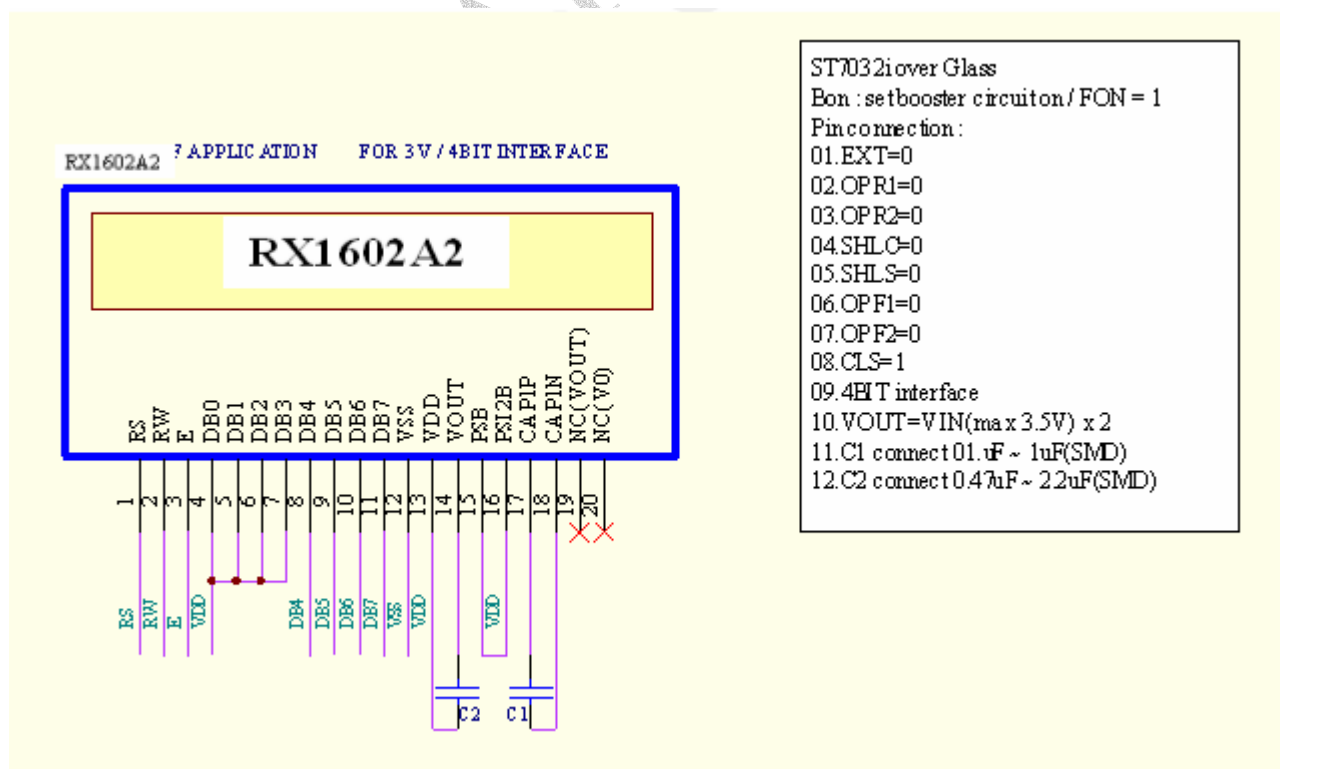 RX1602A2 F APPLICATION FOR 3V / 4BIT INTERFACE
RX1602A2
RS
RW
E
DB0
DB1
DB2
DB3
DB4
DB5
DB6
DB7
VSS
VDD
VOUT
PSB
PSI2B
CAP1P
CAP1N
NC(VOUT)
NC(V0)
1
2
3
4
5
6
7
8
9
10
11
12
13
14
15
16
17
18
19
20
RS
RW
E
VDD
DB4
DB5
DB6
DB7
VSS
VDD
VDD
C2
C1
ST7032i over Glass
Bon : set booster circuit on / FON = 1
Pin connection :
01.EXT=0
02.OPR1=0
03.OPR2=0
04.SHLC=0
05.SHLS=0
06.OPF1=0
07.OPF2=0
08.CLS=1
09.4BIT interface
10.VOUT=VIN(max 3.5V) x 2
11.C1 connect 01.uF ~ 1uF(SMD)
12.C2 connect 0.47uF ~ 2.2uF(SMD)